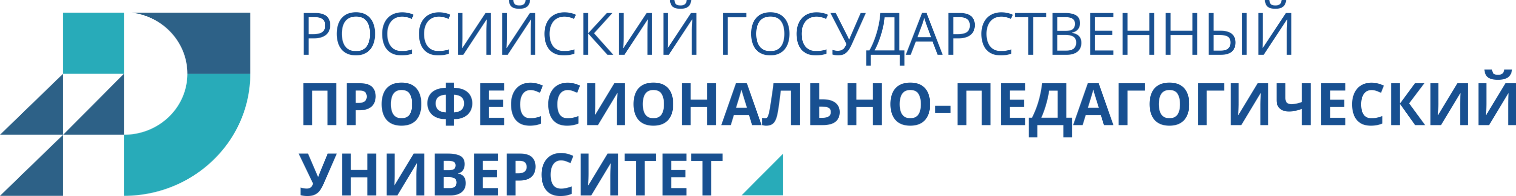 РОССИЙСКИЙ ГОСУДАРСТВЕННЫЙ
ПРОФЕССИОНАЛЬНО-ПЕДАГОГИЧЕСКИЙ
УНИВЕРСИТЕТ